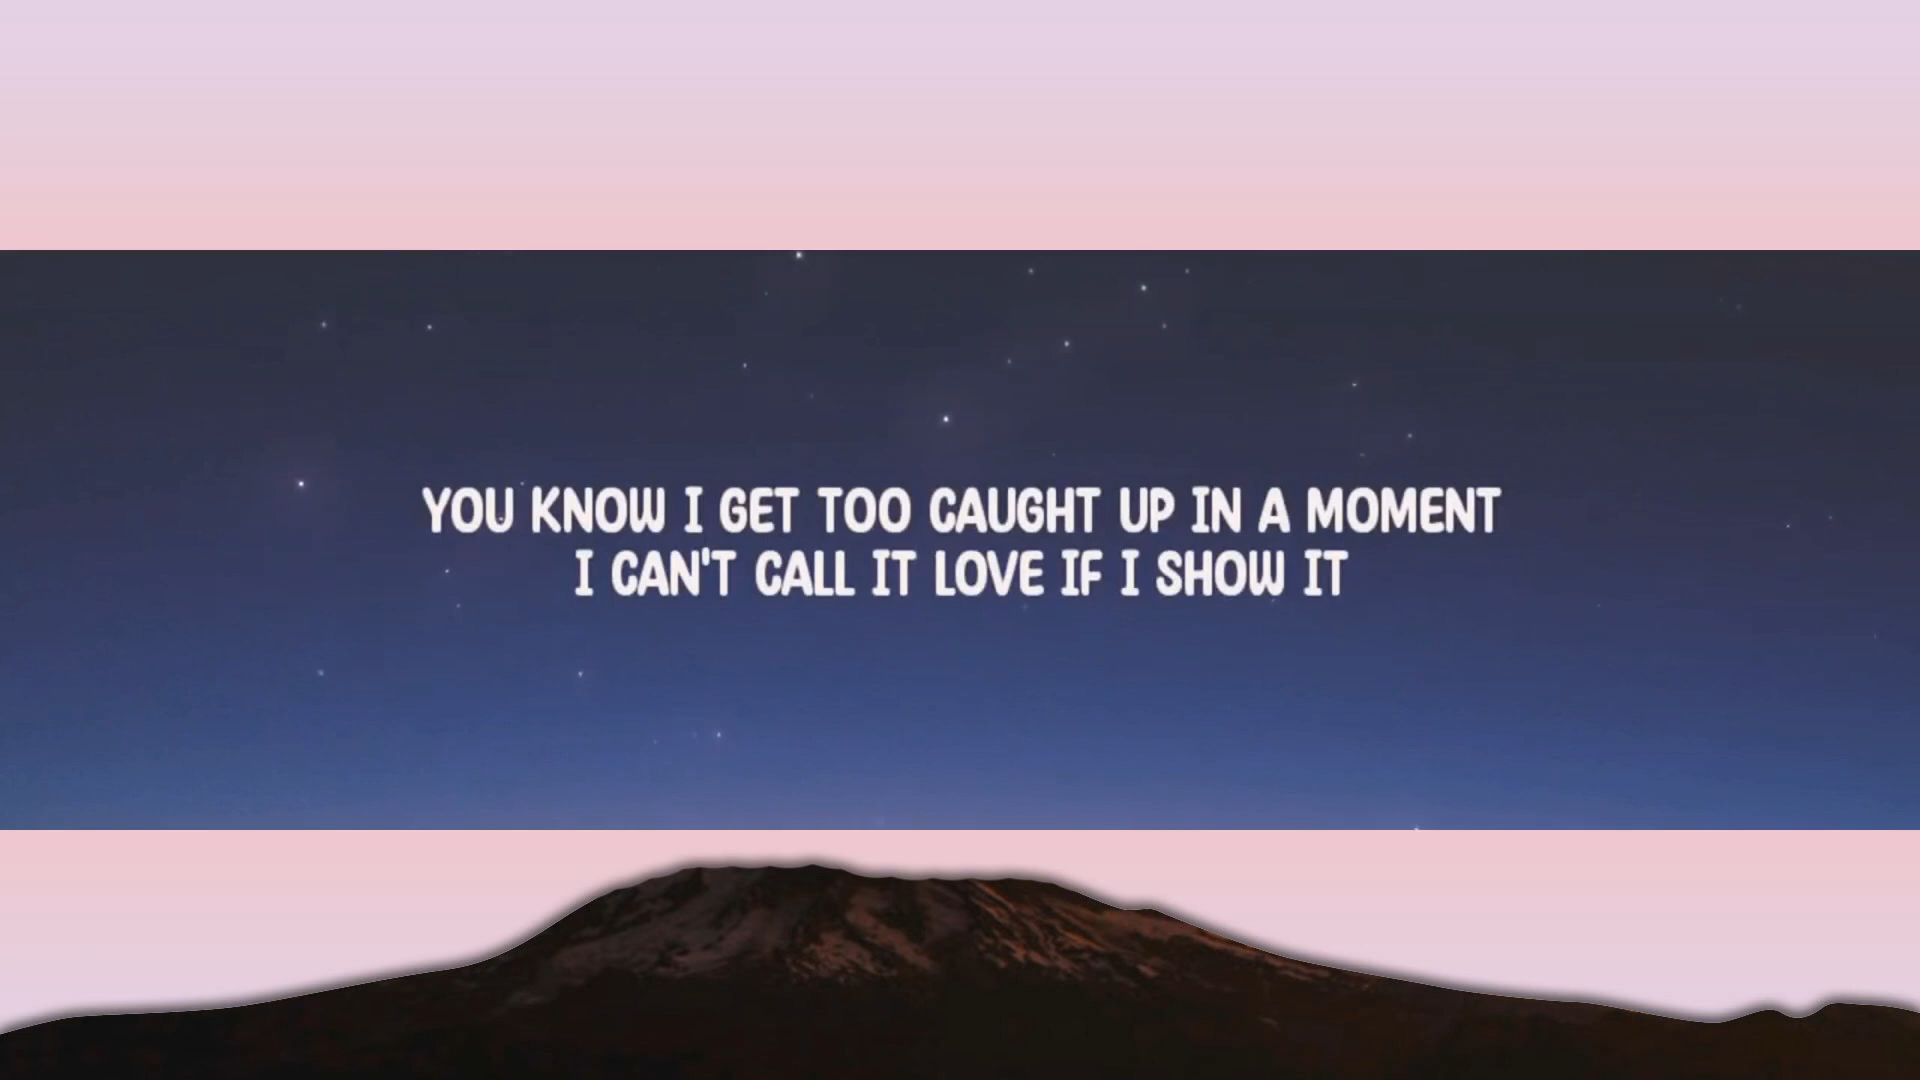 YOU KNOW I GET TOO CAUGHT UP IN A MOMENT
I CAN'T CALL IT LOVE IF I SHOW IT